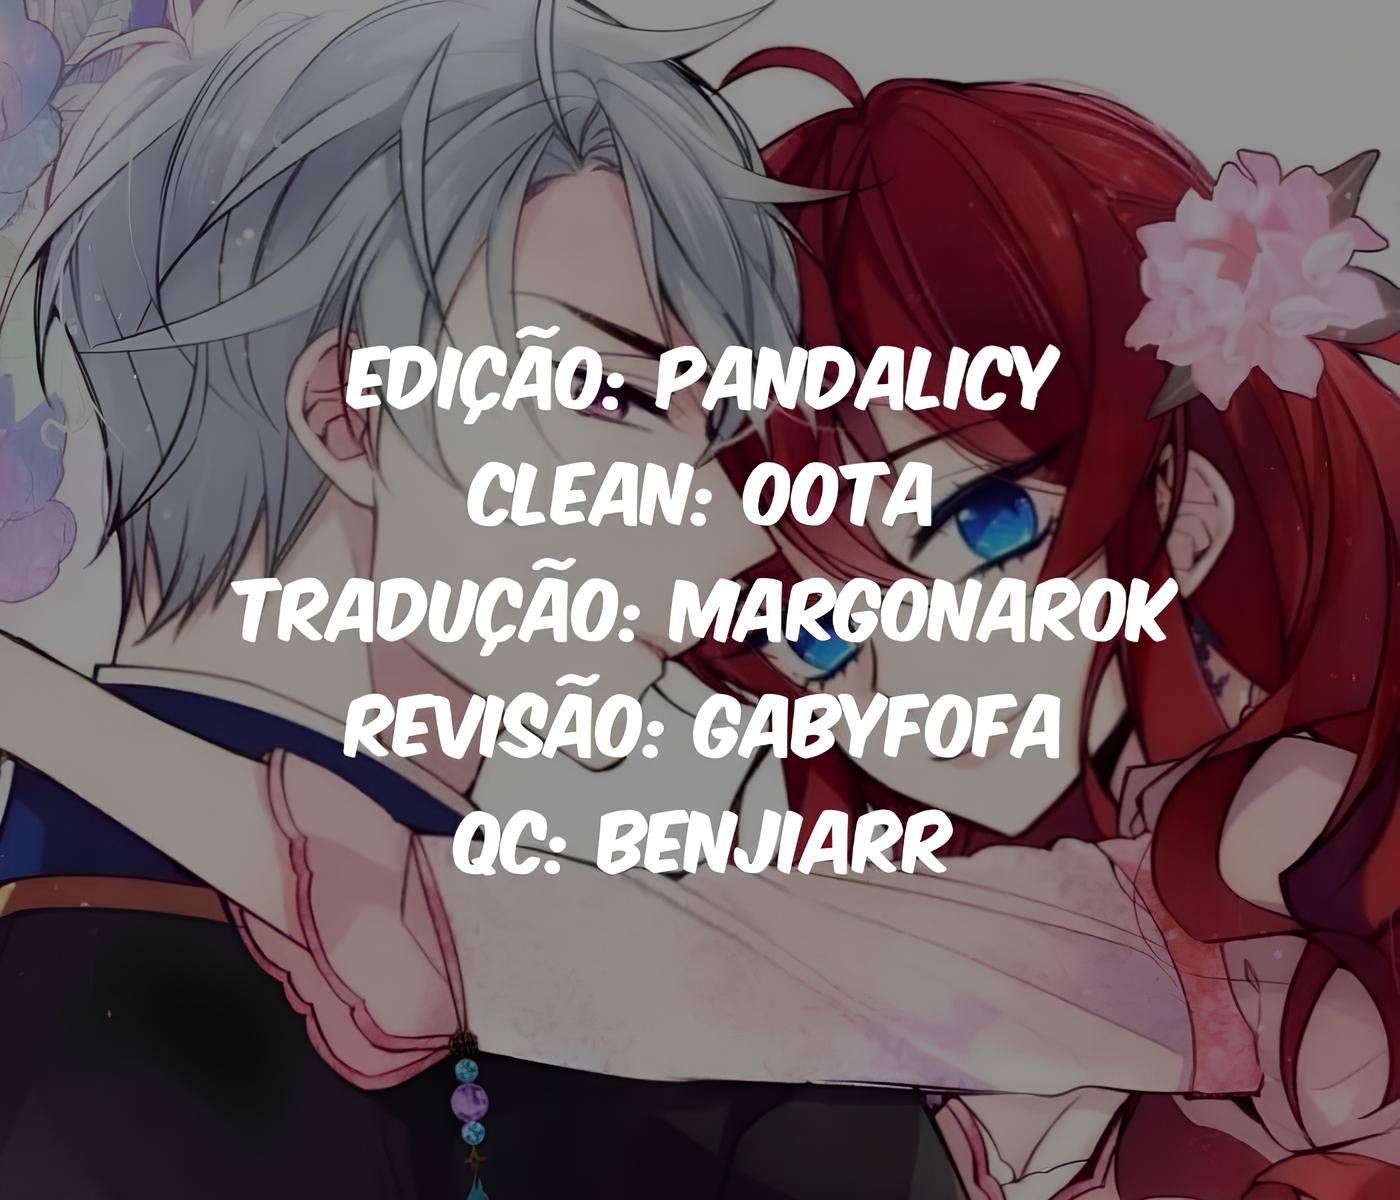 EDIÇÃO: PANDALICY
CLEAN: OOTA
TRADUÇÃO: MARGONAROK
REVISÃO: GABYFOFA
QC: BENJIARR